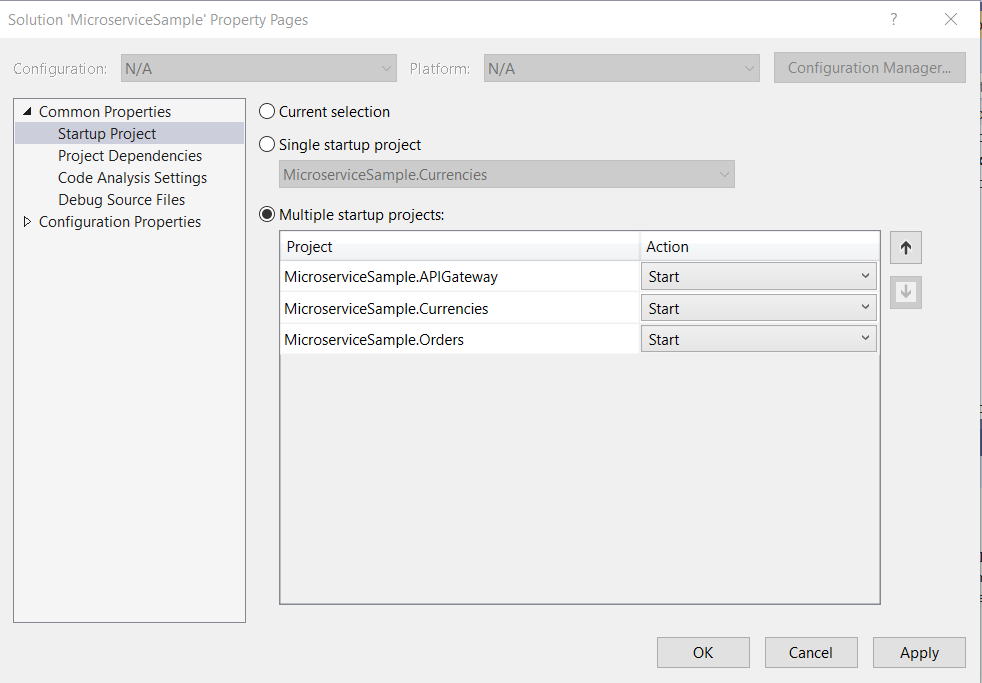 Solution 'MicroserviceSample' Property Pages
?
Configuration: N/A Platform: N/A Configuration Manager...
Common Properties
Startup Project
Project Dependencies
Code Analysis Settings
Debug Source Files
Configuration Properties
Current selection
Single startup project
MicroserviceSample.Currencies
Multiple startup projects:
Project Action
MicroserviceSample.APIGateway Start
MicroserviceSample.Currencies Start
MicroserviceSample.Orders Start
OK Cancel Apply